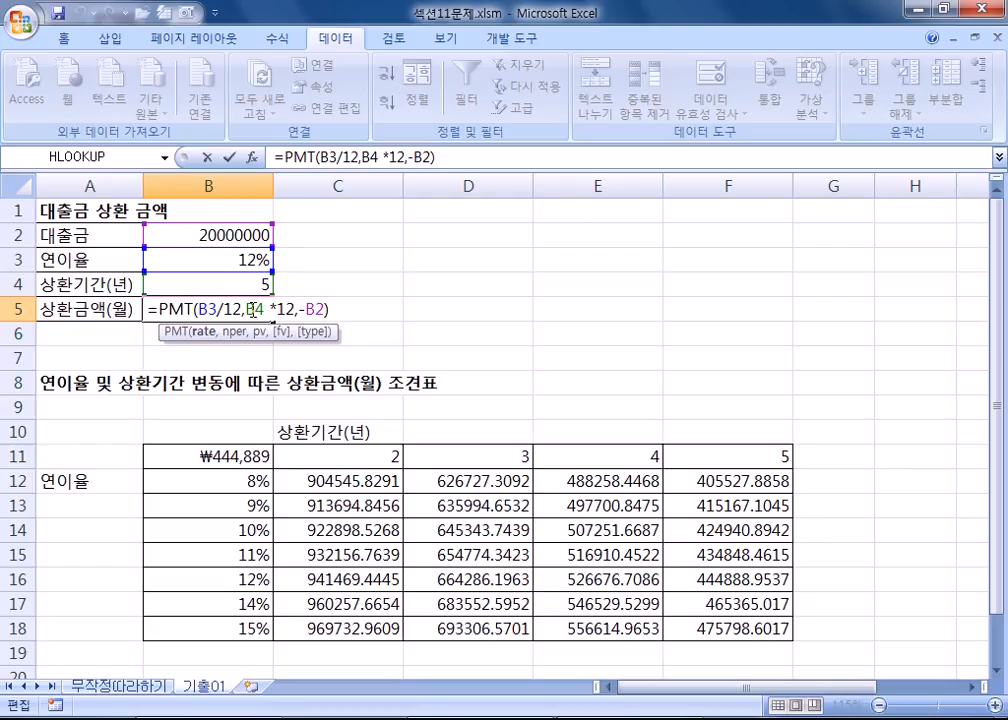 섹션11문제.xlsm - Microsoft Excel
홈 삽입 페이지 레이아웃 수식 데이터 검토 보기 개발 도구
Access 웹 텍스트 기타 원본 기존 연결 모두 새로 고침 연결 속성 연결 편집 정렬 필터 지우기 다시 적용 고급 텍스트 나누기 중복된 항목 제거 데이터 유효성 검사 통합 가상 분석 그룹 그룹 해제 부분합
외부 데이터 가져오기 연결 정렬 및 필터 데이터 도구 윤곽선
HLOOKUP fx =PMT(B3/12,B4 *12,-B2)
A B C D E F G H
1 대출금 상환 금액
2 대출금 20000000
3 연이율 12%
4 상환기간(년) 5
5 상환금액(월) =PMT(B3/12,B4 *12,-B2)
6 PMT(rate, nper, pv, [fv], [type])
7
8 연이율 및 상환기간 변동에 따른 상환금액(월) 조견표
9
10 상환기간(년)
11 ₩444,889 2 3 4 5
12 연이율 8% 904545.8291 626727.3092 488258.4468 405527.8858
13 9% 913694.8456 635994.6532 497700.8475 415167.1045
14 10% 922898.5268 645343.7439 507251.6687 424940.8942
15 11% 932156.7639 654774.3423 516910.4522 434848.4615
16 12% 941469.4445 664286.1963 526676.7086 444888.9537
17 14% 960257.6654 683552.5952 546529.5299 465365.017
18 15% 969732.9609 693306.5701 556614.9653 475798.6017
19
20
무작정따라하기 기출01
편집